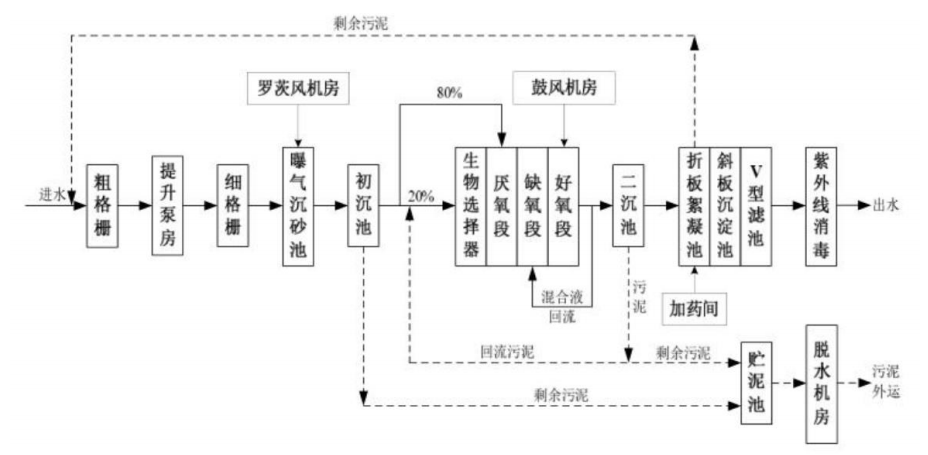 剩余污泥
罗茨风机房
80%
鼓风机房
进水
粗格栅
提升泵房
细格栅
曝气沉砂池
初沉池
20%
生物选择器
厌氧段
缺氧段
好氧段
二沉池
折板絮凝池
斜板沉淀池
V型滤池
紫外线消毒
出水
混合液
回流
污泥
加药间
回流污泥
剩余污泥
贮泥池
脱水机房
污泥
外运
剩余污泥